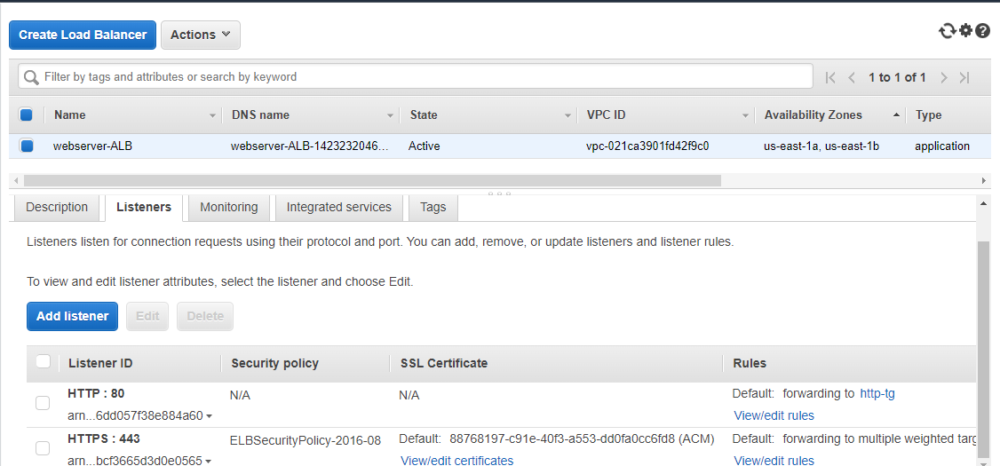 Create Load Balancer Actions
Filter by tags and attributes or search by keyword 1 to 1 of 1
Name DNS name State VPC ID Availability Zones Type
webserver-ALB webserver-ALB-1423232046... Active vpc-021ca3901fd42f9c0 us-east-1a, us-east-1b application
Description Listeners Monitoring Integrated services Tags
Listeners listen for connection requests using their protocol and port. You can add, remove, or update listeners and listener rules.
To view and edit listener attributes, select the listener and choose Edit.
Add listener Edit Delete
Listener ID Security policy SSL Certificate Rules
HTTP : 80 N/A N/A Default: forwarding to http-tg
arn...6dd057f38e884a60 View/edit rules
HTTPS : 443 ELBSecurityPolicy-2016-08 Default: 88768197-c91e-40f3-a553-dd0fa0cc6fd8 (ACM) Default: forwarding to multiple weighted targ
arn...bcf3665d3d0e0565 View/edit certificates View/edit rules